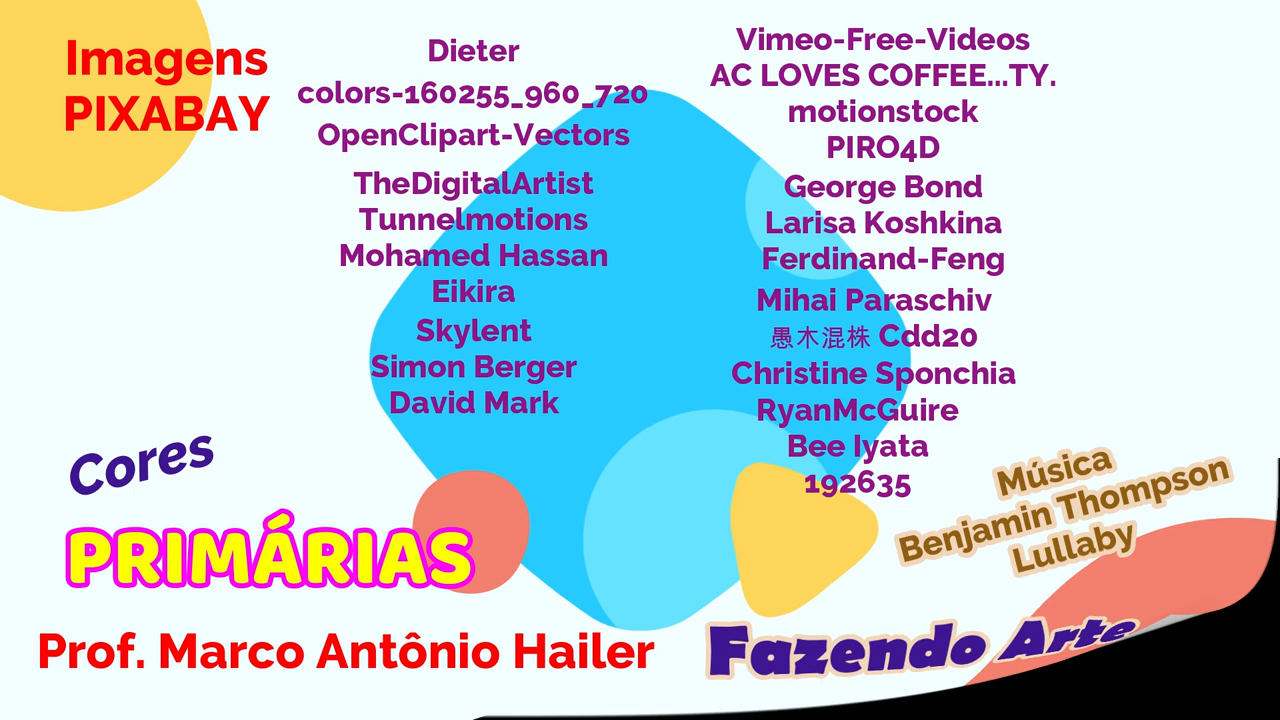 Imagens
PIXABAY
Dieter
colors-160255_960_720
OpenClipart-Vectors
TheDigitalArtist
Tunnelmotions
Mohamed Hassan
Eikira
Skylent
Simon Berger
David Mark
Vimeo-Free-Videos
AC LOVES COFFEE...TY.
motionstock
PIRO4D
George Bond
Larisa Koshkina
Ferdinand-Feng
Mihai Paraschiv
愚木混株 Cdd20
Christine Sponchia
RyanMcGuire
Bee Iyata
192635
Cores
PRIMÁRIAS
Prof. Marco Antônio Hailer
Música
Benjamin Thompson
Lullaby
Fazendo Arte